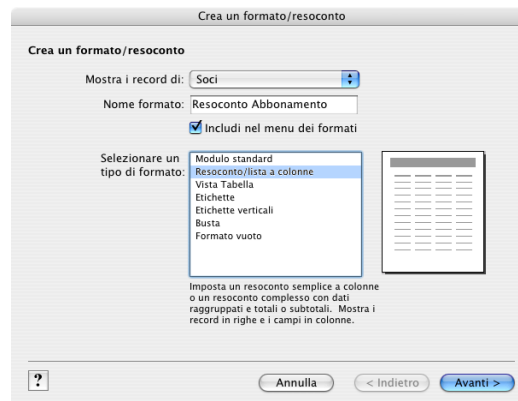 Crea un formato/resoconto
Crea un formato/resoconto
Mostra i record di: Soci
Nome formato: Resoconto Abbonamento
Includi nel menu dei formati
Selezionare un
tipo di formato:
Modulo standard
Resoconto/lista a colonne
Vista Tabella
Etichette
Etichette verticali
Busta
Formato vuoto
Imposta un resoconto semplice a colonne
o un resoconto complesso con dati
raggruppati e totali o subtotali. Mostra i
record in righe e i campi in colonne.
? Annulla < Indietro Avanti >